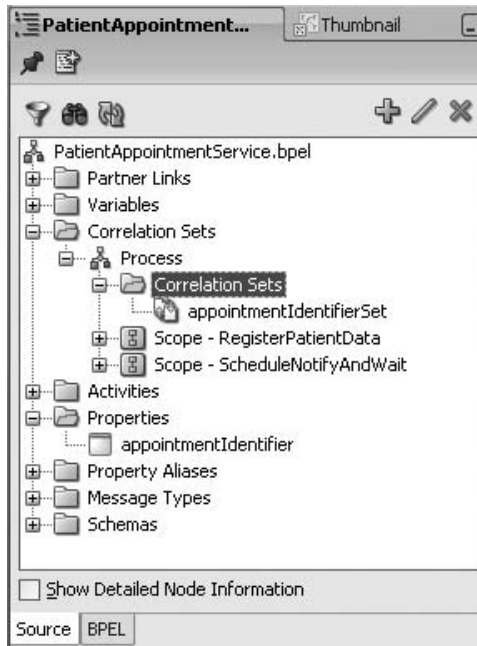 PatientAppointment...
Thumbnail
PatientAppointmentService.bpel
Partner Links
Variables
Correlation Sets
Process
Correlation Sets
appointmentIdentifierSet
Scope - RegisterPatientData
Scope - ScheduleNotifyAndWait
Activities
Properties
appointmentIdentifier
Property Aliases
Message Types
Schemas
Show Detailed Node Information
Source BPEL